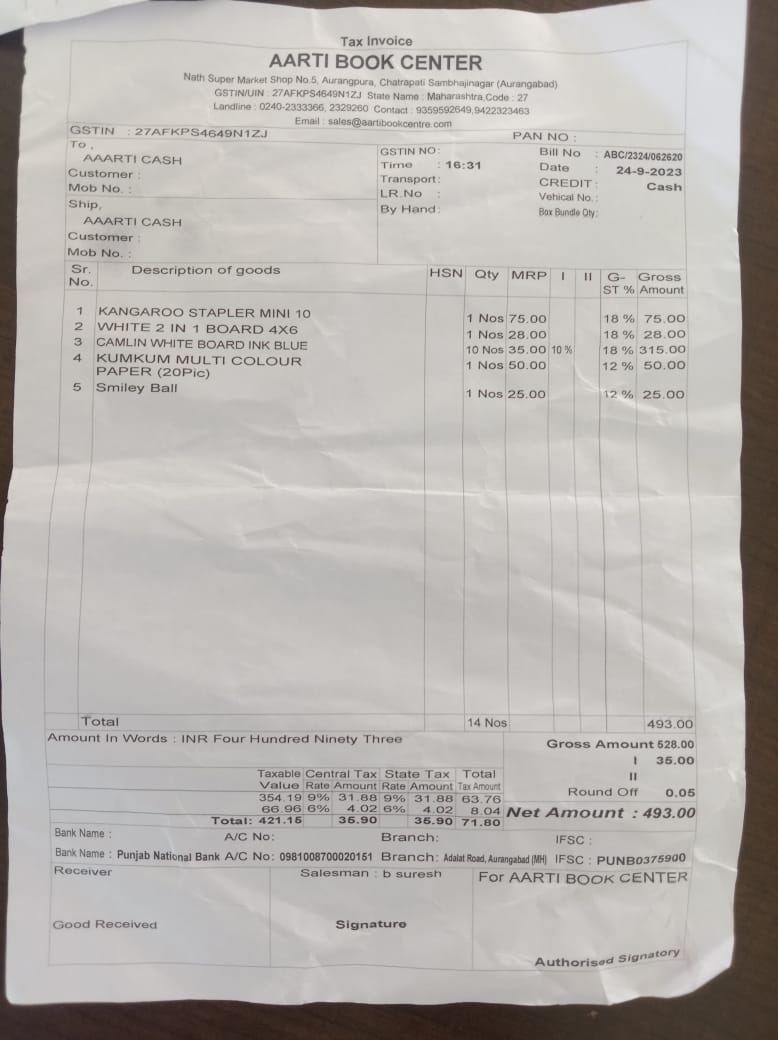 Tax Invoice
AARTI BOOK CENTER
Nath Super Market Shop No.5, Aurangpura, Chatrapati Sambhajinagar (Aurangabad)
GSTIN/UIN : 27AFKPS4649N1ZJ State Name : Maharashtra,Code : 27
Landline : 0240-2333366, 2329260 Contact : 9359592649,9422323463
Email : sales@aartibookcentre.com
GSTIN : 27AFKPS4649N1ZJ PAN NO :
To ,
AAARTI CASH
Customer :
Mob No. :
Ship,
AAARTI CASH
Customer :
Mob No. :
GSTIN NO:
Time : 16:31
Transport:
LR.No :
By Hand:
Bill No : ABC/2324/062620
Date : 24-9-2023
CREDIT : Cash
Vehical No. :
Box Bundle Qty:
Sr. No. Description of goods HSN Qty MRP I II G-ST % Gross Amount
1 KANGAROO STAPLER MINI 10 1 Nos 75.00 18 % 75.00
2 WHITE 2 IN 1 BOARD 4X6 1 Nos 28.00 18 % 28.00
3 CAMLIN WHITE BOARD INK BLUE 10 Nos 35.00 10 % 18 % 315.00
4 KUMKUM MULTI COLOUR 1 Nos 50.00 12 % 50.00
PAPER (20Pic)
5 Smiley Ball 1 Nos 25.00 12 % 25.00
Total 14 Nos 493.00
Amount In Words : INR Four Hundred Ninety Three
Gross Amount 528.00
I 35.00
II
Round Off 0.05
Net Amount : 493.00
Taxable Central Tax State Tax Total
Value Rate Amount Rate Amount Tax Amount
354.19 9% 31.88 9% 31.88 63.76
66.96 6% 4.02 6% 4.02 8.04
Total: 421.15 35.90 35.90 71.80
Bank Name : A/C No: Branch: IFSC :
Bank Name : Punjab National Bank A/C No: 0981008700020151 Branch: Adalat Road, Aurangabad (MH) IFSC : PUNB0375900
Receiver Salesman : b suresh For AARTI BOOK CENTER
Good Received Signature
Authorised Signatory